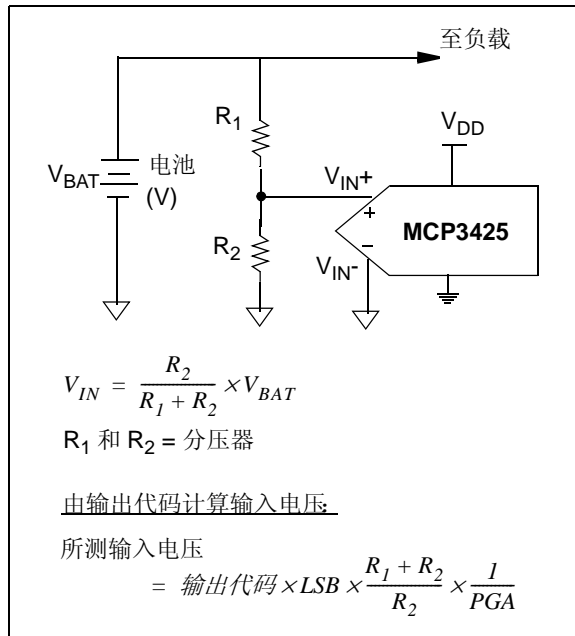 至负载
R1
VDD
VBAT
电池
(V)
VIN+
+
MCP3425
R2
–
VIN-
VIN = R2 / (R1 + R2) × VBAT
R1 和 R2 = 分压器
由输出代码计算输入电压:
所测输入电压
= 输出代码 × LSB × (R1 + R2) / R2 × 1 / PGA